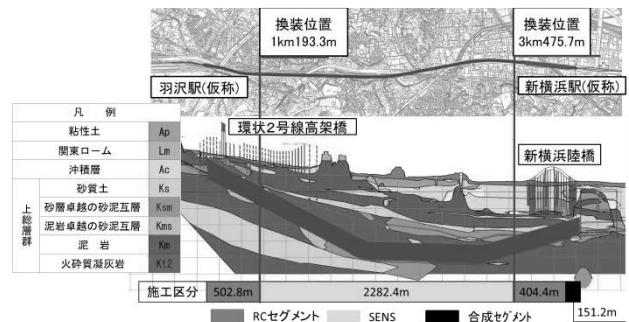 換装位置
1km193.3m
換装位置
3km475.7m
羽沢駅(仮称)
新横浜駅(仮称)
凡 例
粘性土 Ap
関東ローム Lm
沖積層 Ac
上総層群
砂質土 Ks
砂層卓越の砂泥互層 Ksm
泥岩卓越の砂泥互層 Kms
泥 岩 Km
火砕質凝灰岩 Kt2
環状2号線高架橋
新横浜陸橋
施工区分 502.8m 2282.4m 404.4m
151.2m
RCセグメント SENS 合成セグメント